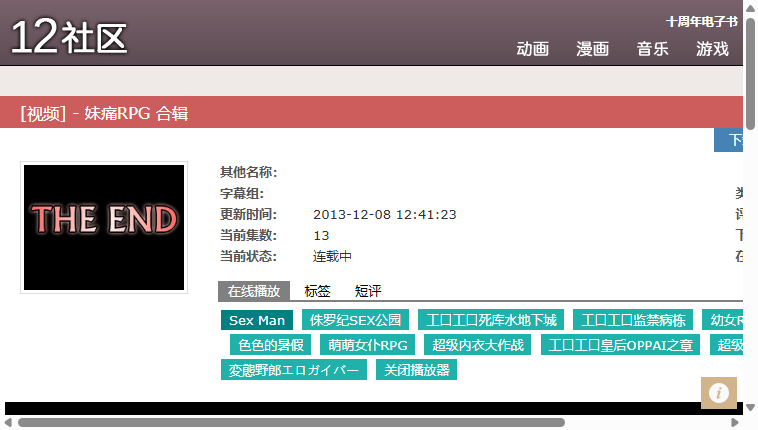 12社区
十周年电子书
动画 漫画 音乐 游戏
[视频] - 妹痛RPG 合辑
THE END
其他名称:
字幕组:
更新时间: 2013-12-08 12:41:23
当前集数: 13
当前状态: 连载中
在线播放 标签 短评
Sex Man 侏罗纪SEX公园 工口工口死库水地下城 工口工口监禁病栋 幼女
色色的暑假 萌萌女仆RPG 超级内衣大作战 工口工口皇后OPPAI之章 超级
变態野郎エロガイバー 关闭播放器